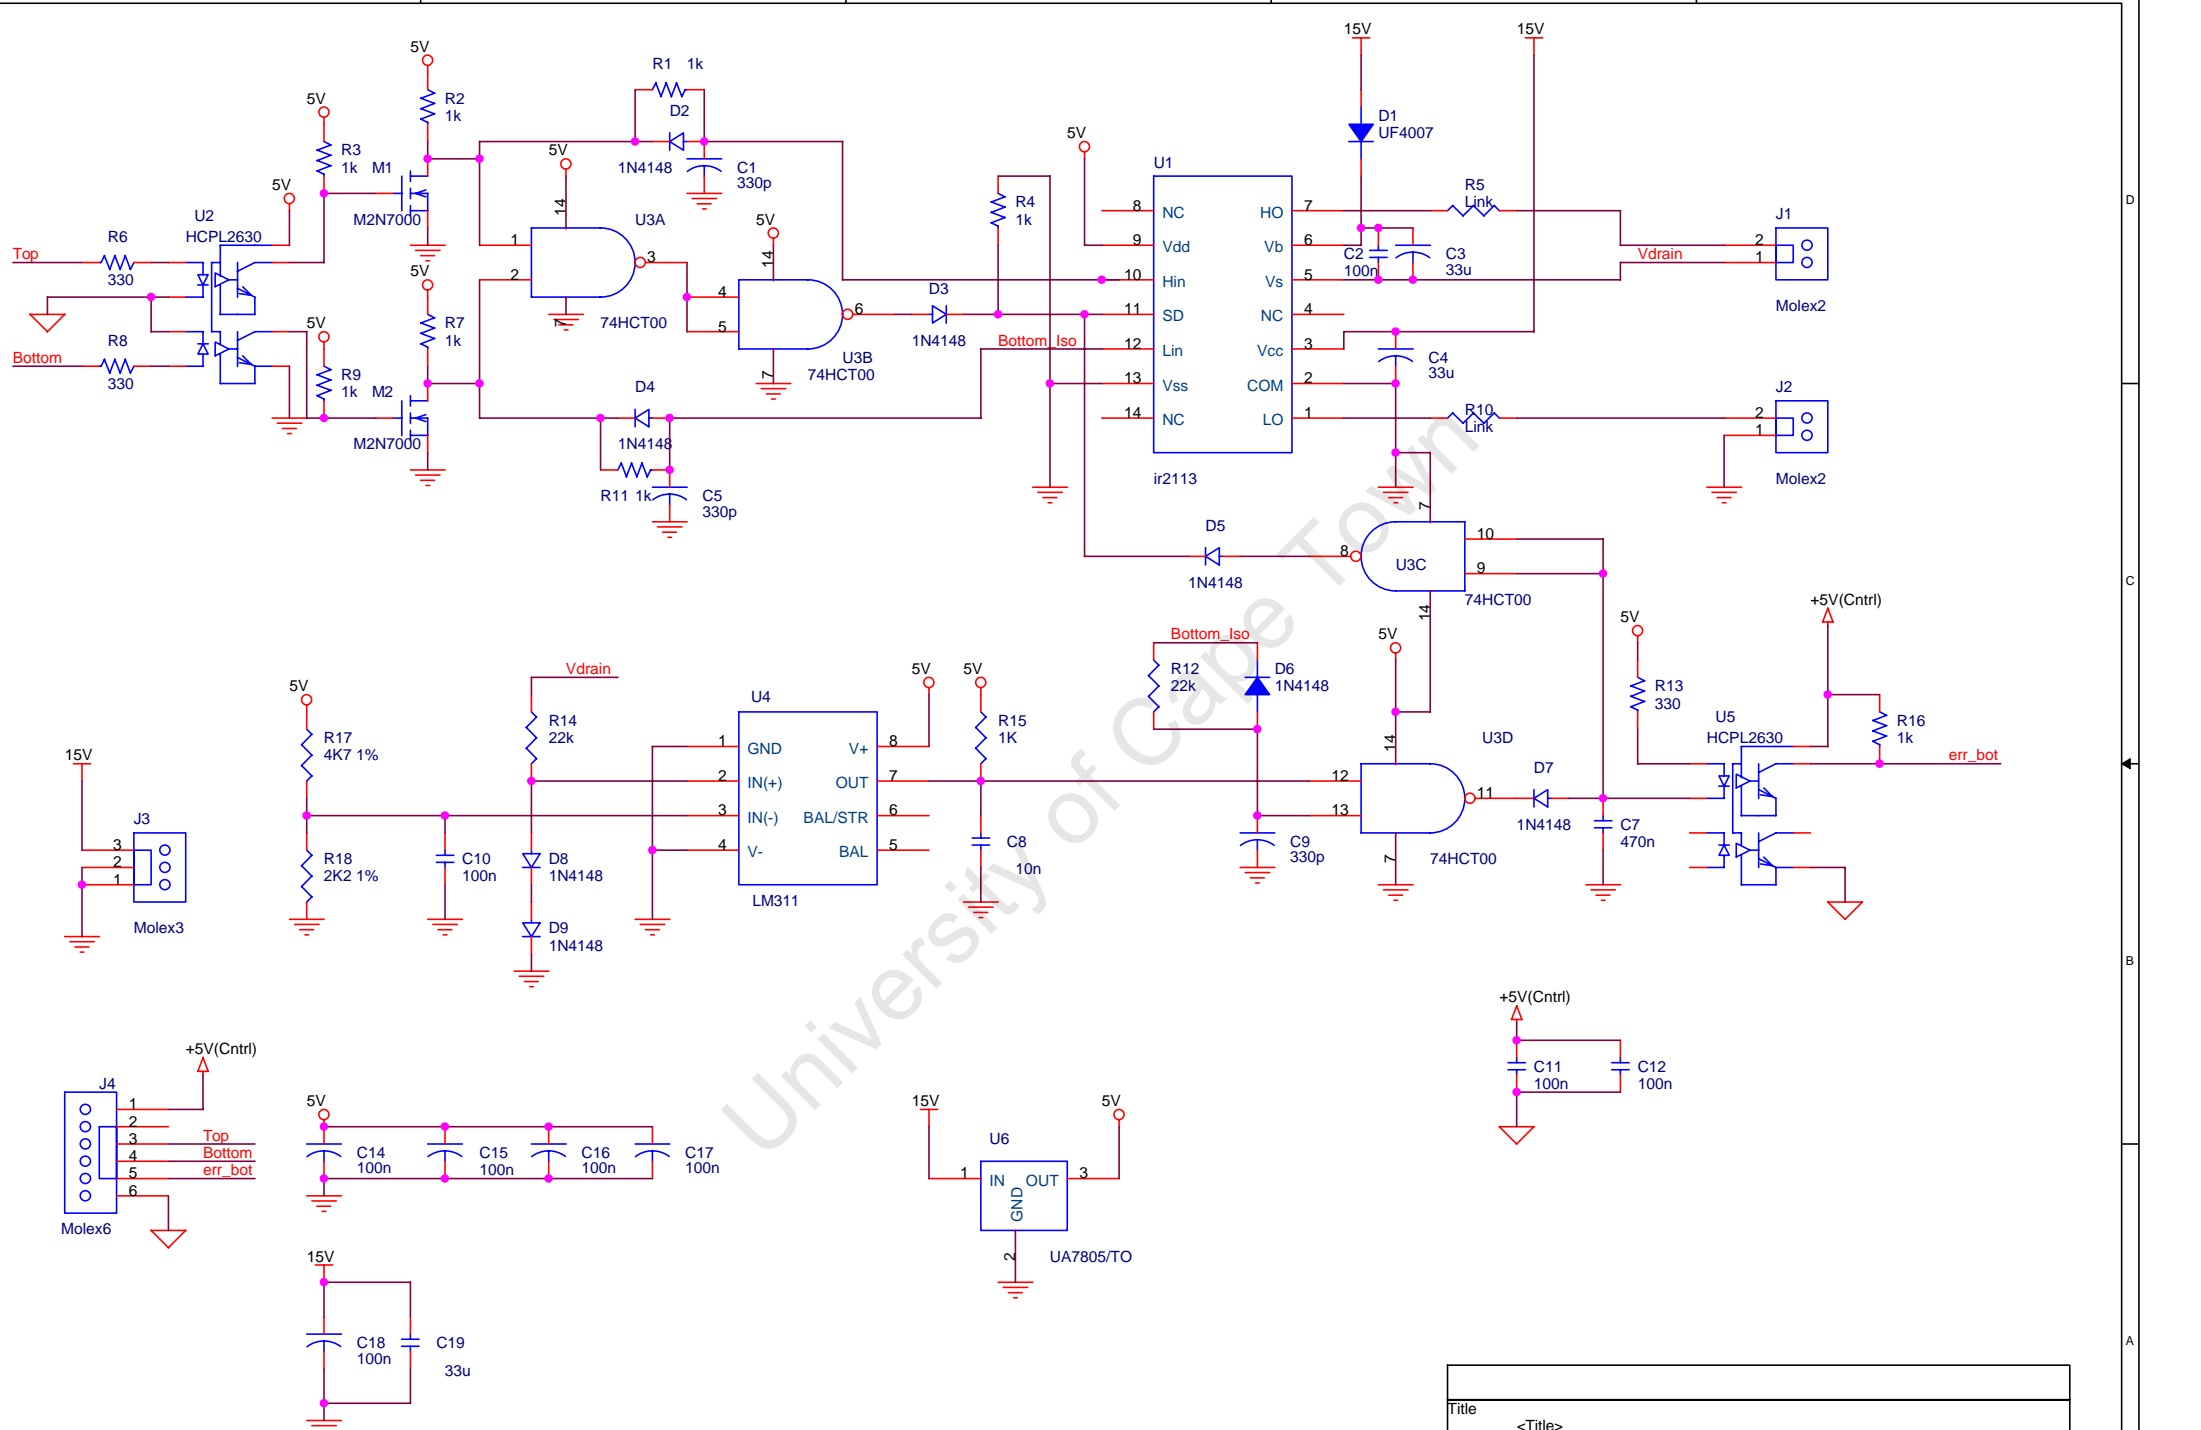 5V
R2
1k
5V
R3
1k
M1
M2N7000
5V
U2
HCPL2630
Top
R6
330
R8
330
Bottom
5V
R7
1k
5V
R9
1k
M2
M2N7000
R1 1k
D2
1N4148
C1
330p
5V
14
U3A
1
2
3
7
74HCT00
5V
14
4
5
6
7
U3B
74HCT00
D3
1N4148
D4
1N4148
R11 1k
C5
330p
R4
1k
5V
Bottom_Iso
U1
8 NC
9 Vdd
10 Hin
11 SD
12 Lin
13 Vss
14 NC
HO 7
Vb 6
Vs 5
NC 4
Vcc 3
COM 2
LO 1
ir2113
15V
D1
UF4007
15V
R5
Link
C2
100n
C3
33u
C4
33u
R10
Link
Vdrain
J1
2
1
Molex2
J2
2
1
Molex2
D5
1N4148
8
U3C
7
10
9
14
74HCT00
15V
J3
3
2
1
Molex3
5V
R17
4K7 1%
R18
2K2 1%
C10
100n
Vdrain
R14
22k
D8
1N4148
D9
1N4148
U4
1 GND
2 IN(+)
3 IN(-)
4 V-
V+ 8
OUT 7
BAL/STR 6
BAL 5
LM311
5V
5V
R15
1K
C8
10n
Bottom_Iso
R12
22k
D6
1N4148
C9
330p
5V
14
U3D
12
13
11
7
74HCT00
D7
1N4148
C7
470n
5V
R13
330
U5
HCPL2630
+5V(Cntrl)
R16
1k
err_bot
+5V(Cntrl)
C11
100n
C12
100n
+5V(Cntrl)
J4
1
2
3
4
5
6
Top
Bottom
err_bot
Molex6
5V
C14
100n
C15
100n
C16
100n
C17
100n
15V
5V
U6
1
IN OUT
GND
3
2
UA7805/TO
15V
C18
100n
C19
33u
University of Cape Town
D
C
B
A
Title
<Title>